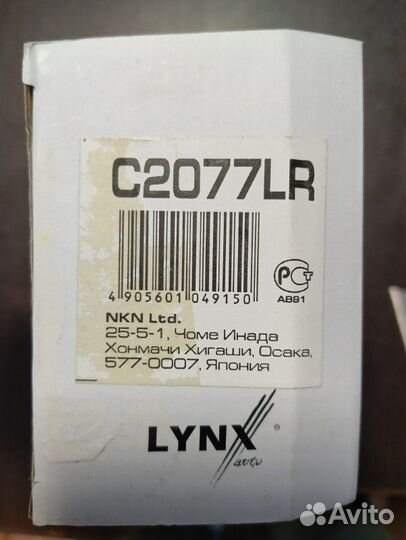 C2077LR
4 905601 049150
РСТ
АВ91
NKN Ltd.
25-5-1, Чоме Инада
Хонмачи Хигаши, Осака,
577-0007, Япония
LYNX ®
auto
Avito